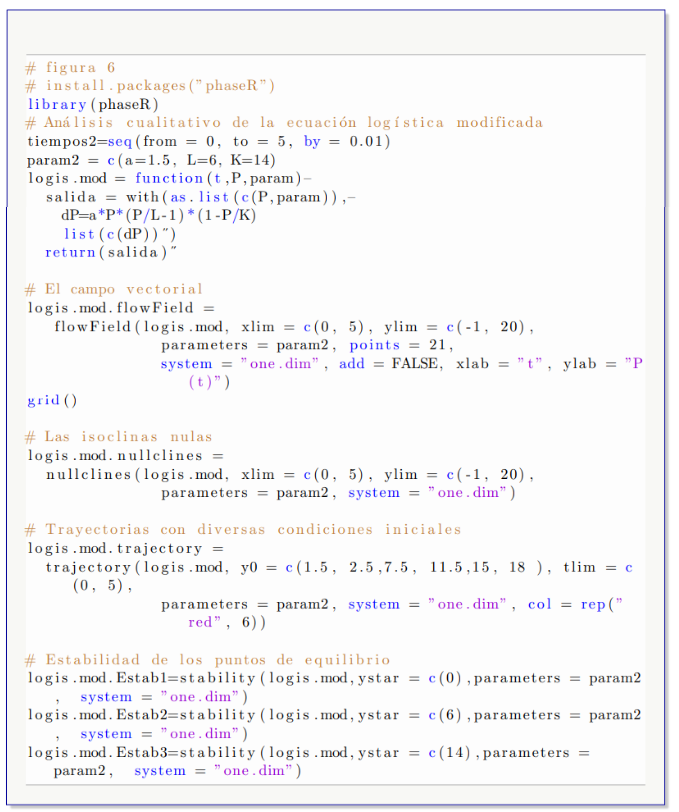 # figura 6
# install.packages("phaseR")
library(phaseR)
# Análisis cualitativo de la ecuación logística modificada
tiempos2=seq(from = 0, to = 5, by = 0.01)
param2 = c(a=1.5, L=6, K=14)
logis.mod = function(t,P,param)–
salida = with(as.list(c(P,param)),–
dP=a*P*(P/L-1)*(1-P/K)
list(c(dP))˝)
return(salida)˝
# El campo vectorial
logis.mod.flowField =
flowField(logis.mod, xlim = c(0, 5), ylim = c(-1, 20),
parameters = param2, points = 21,
system = "one.dim", add = FALSE, xlab = "t", ylab = "P
(t)")
grid()
# Las isoclinas nulas
logis.mod.nullclines =
nullclines(logis.mod, xlim = c(0, 5), ylim = c(-1, 20),
parameters = param2, system = "one.dim")
# Trayectorias con diversas condiciones iniciales
logis.mod.trajectory =
trajectory(logis.mod, y0 = c(1.5, 2.5,7.5, 11.5,15, 18 ), tlim = c
(0, 5),
parameters = param2, system = "one.dim", col = rep("
red", 6))
# Estabilidad de los puntos de equilibrio
logis.mod.Estab1=stability(logis.mod,ystar = c(0),parameters = param2
, system = "one.dim")
logis.mod.Estab2=stability(logis.mod,ystar = c(6),parameters = param2
, system = "one.dim")
logis.mod.Estab3=stability(logis.mod,ystar = c(14),parameters =
param2, system = "one.dim")